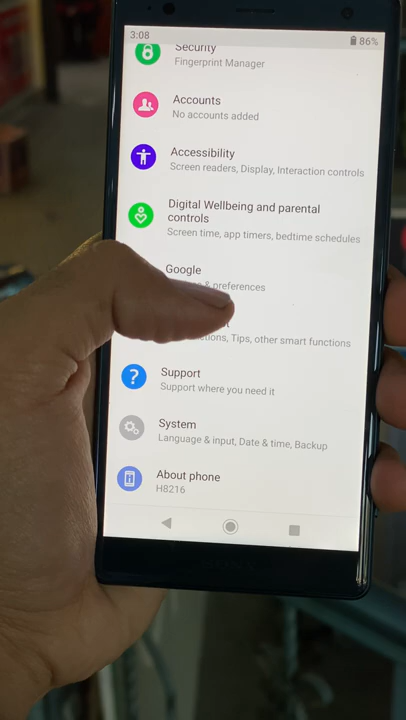 3:08
86%
Security
Fingerprint Manager
Accounts
No accounts added
Accessibility
Screen readers, Display, Interaction controls
Digital Wellbeing and parental
controls
Screen time, app timers, bedtime schedules
Google
& preferences
Tips, other smart functions
Support
Support where you need it
System
Language & input, Date & time, Backup
About phone
H8216